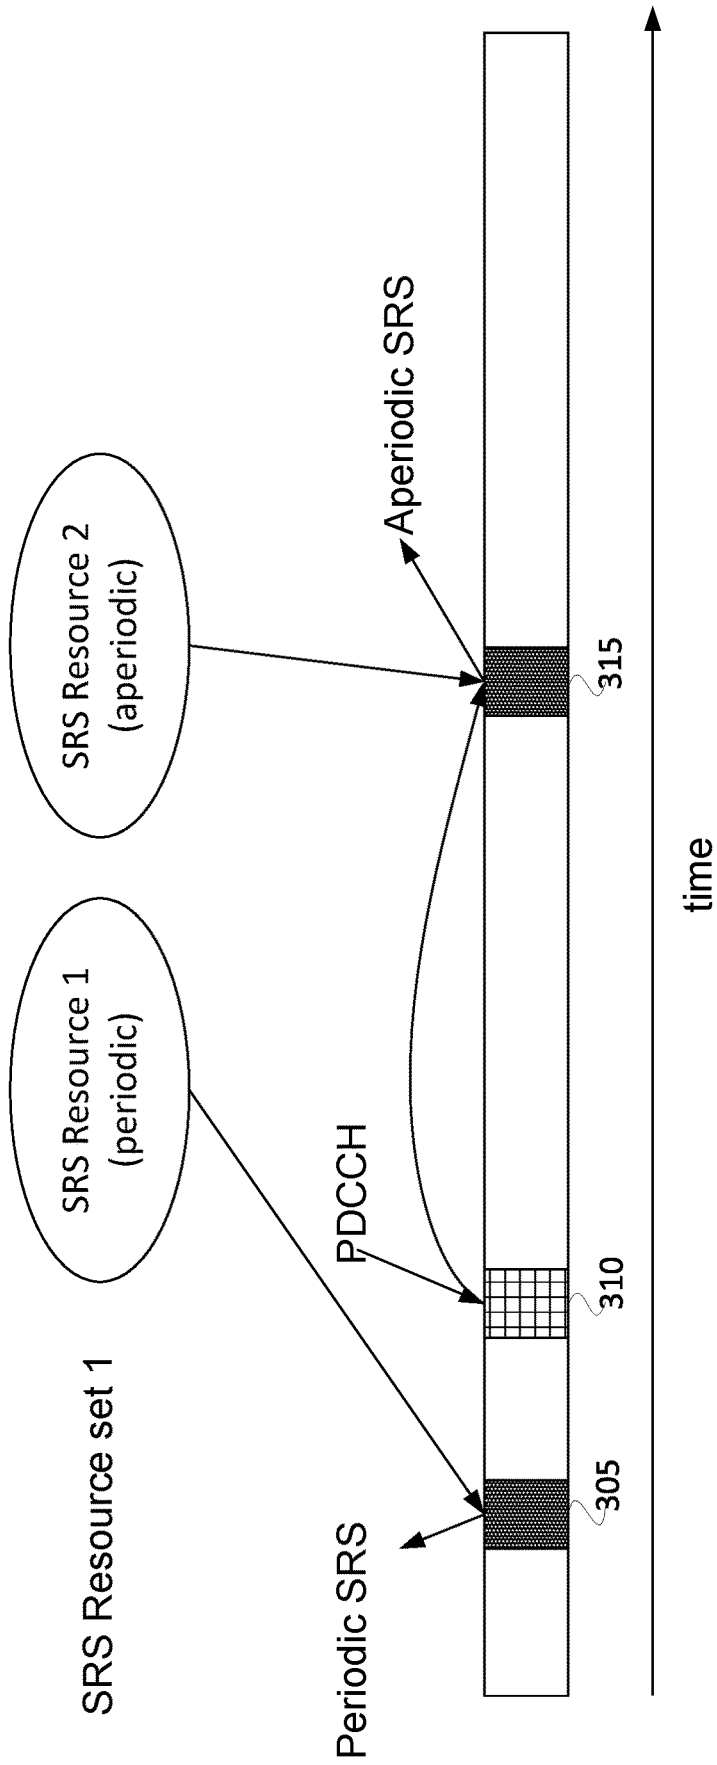 SRS Resource set 1
SRS Resource 1
(periodic)
SRS Resource 2
(aperiodic)
Periodic SRS
PDCCH
Aperiodic SRS
305
310
315
time